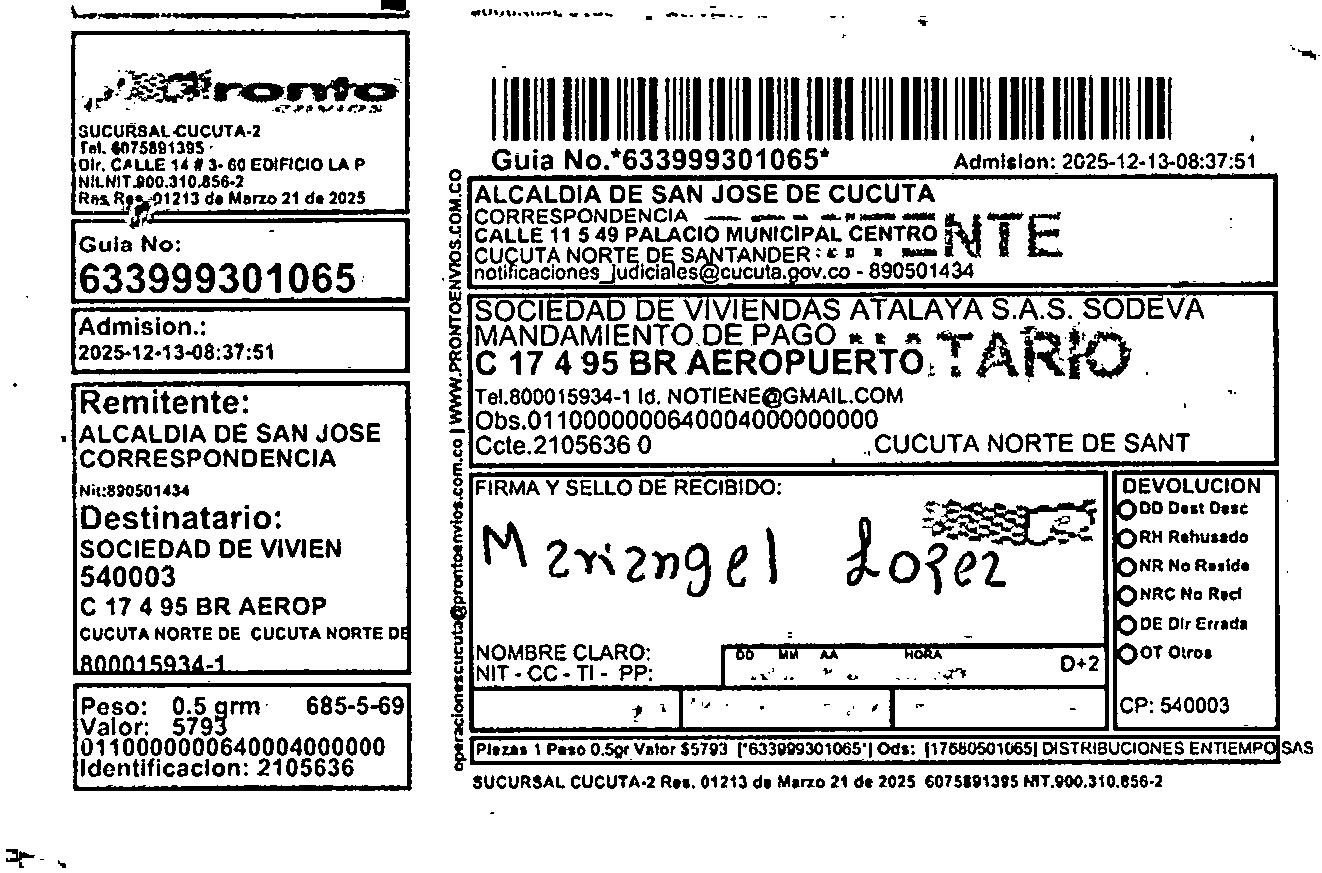 Pronto
ENVIOS
SUCURSAL-CUCUTA-2
Tel. 6075891395
Dir. CALLE 14 # 3- 60 EDIFICIO LA P
NILNIT.900.310.856-2
Res. 01213 de Marzo 21 de 2025
Guia No:
633999301065
Admision.:
2025-12-13-08:37:51
Remitente:
ALCALDIA DE SAN JOSE
CORRESPONDENCIA
Nit:890501434
Destinatario:
SOCIEDAD DE VIVIEN
540003
C 17 4 95 BR AEROP
CUCUTA NORTE DE CUCUTA NORTE DE
800015934-1
Peso: 0.5 grm 685-5-69
Valor: 5793
0110000000640004000000
Identificacion: 2105636
operacionescucuta@prontoenvios.com.co | WWW.PRONTOENVIOS.COM.CO
Guia No.*633999301065*
Admision: 2025-12-13-08:37:51
ALCALDIA DE SAN JOSE DE CUCUTA
CORRESPONDENCIA
CALLE 11 5 49 PALACIO MUNICIPAL CENTRO
CUCUTA NORTE DE SANTANDER
notificaciones_judiciales@cucuta.gov.co - 890501434
NTE
SOCIEDAD DE VIVIENDAS ATALAYA S.A.S. SODEVA
MANDAMIENTO DE PAGO
C 17 4 95 BR AEROPUERTO
TARIO
Tel.800015934-1 Id. NOTIENE@GMAIL.COM
Obs.0110000000640004000000000
Ccte.2105636 0
CUCUTA NORTE DE SANT
FIRMA Y SELLO DE RECIBIDO:
Mariangel Lopez
NOMBRE CLARO:
NIT - CC - TI - PP:
DD MM AA HORA
D+2
DEVOLUCION
DD Dest Desc
RH Rehusado
NR No Reside
NRC No Recl
DE Dir Errada
OT Otros
CP: 540003
Piezas 1 Peso 0.5gr Valor $5793 [*633999301065*] Ods: [17680501065] DISTRIBUCIONES ENTIEMPO SAS
SUCURSAL CUCUTA-2 Res. 01213 de Marzo 21 de 2025 6075891395 NIT.900.310.856-2